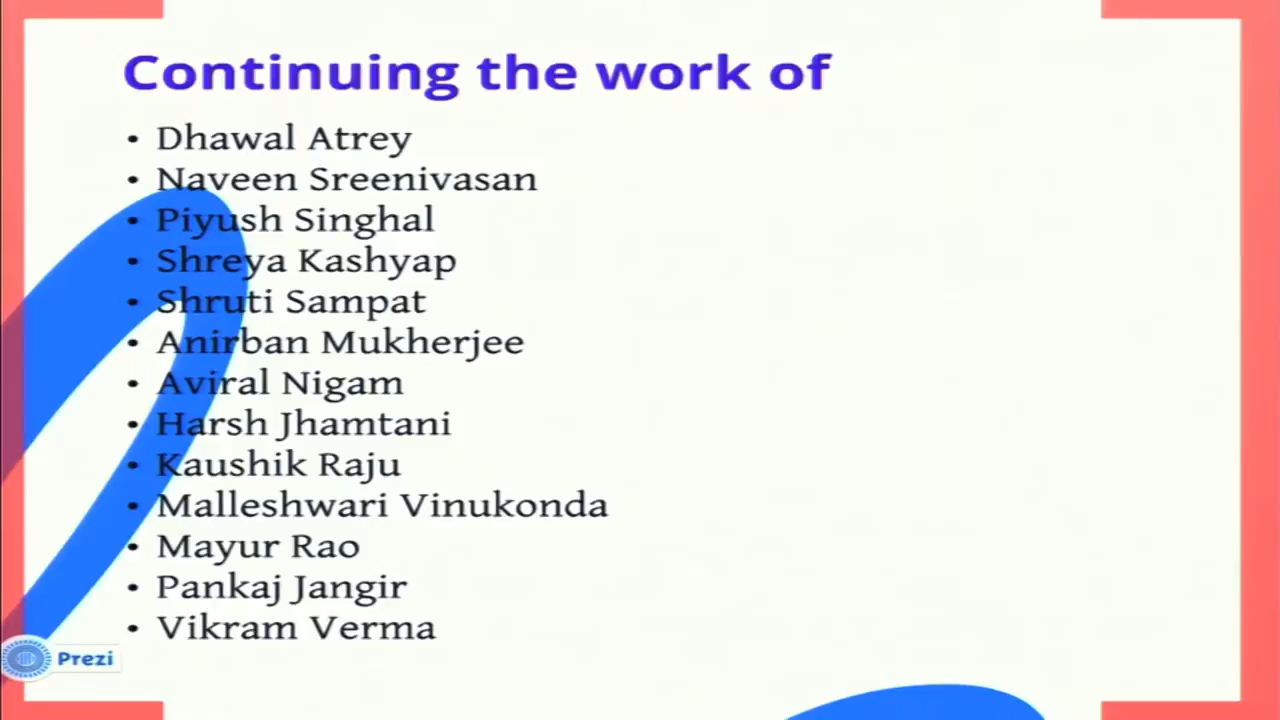 Continuing the work of
• Dhawal Atrey
• Naveen Sreenivasan
• Piyush Singhal
• Shreya Kashyap
• Shruti Sampat
• Anirban Mukherjee
• Aviral Nigam
• Harsh Jhamtani
• Kaushik Raju
• Malleshwari Vinukonda
• Mayur Rao
• Pankaj Jangir
• Vikram Verma
Prezi